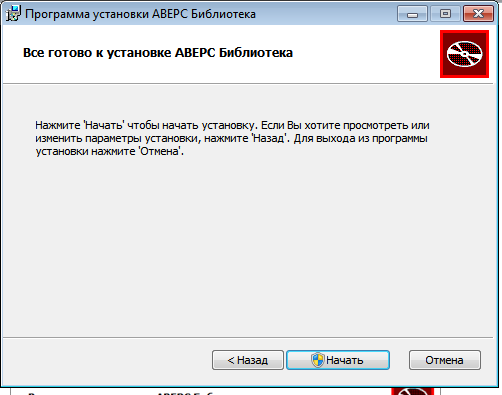 Программа установки АВЕРС Библиотека
Все готово к установке АВЕРС Библиотека
Нажмите 'Начать' чтобы начать установку. Если Вы хотите просмотреть или
изменить параметры установки, нажмите 'Назад'. Для выхода из программы
установки нажмите 'Отмена'.
< Назад
Начать
Отмена